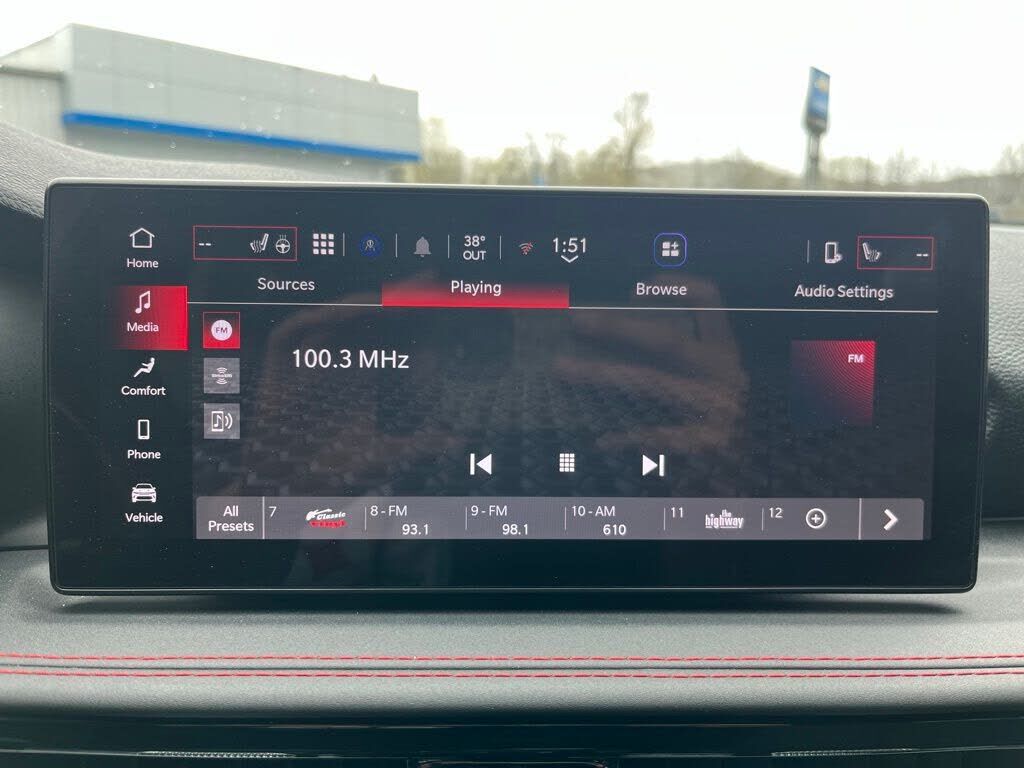 Home
--
38°
OUT
1:51
--
Sources
Playing
Browse
Audio Settings
Media
FM
100.3 MHz
FM
Comfort
SiriusXM
Phone
Vehicle
All
Presets
7
Classic
Vinyl
8 - FM
93.1
9 - FM
98.1
10 - AM
610
11
the
highway
12